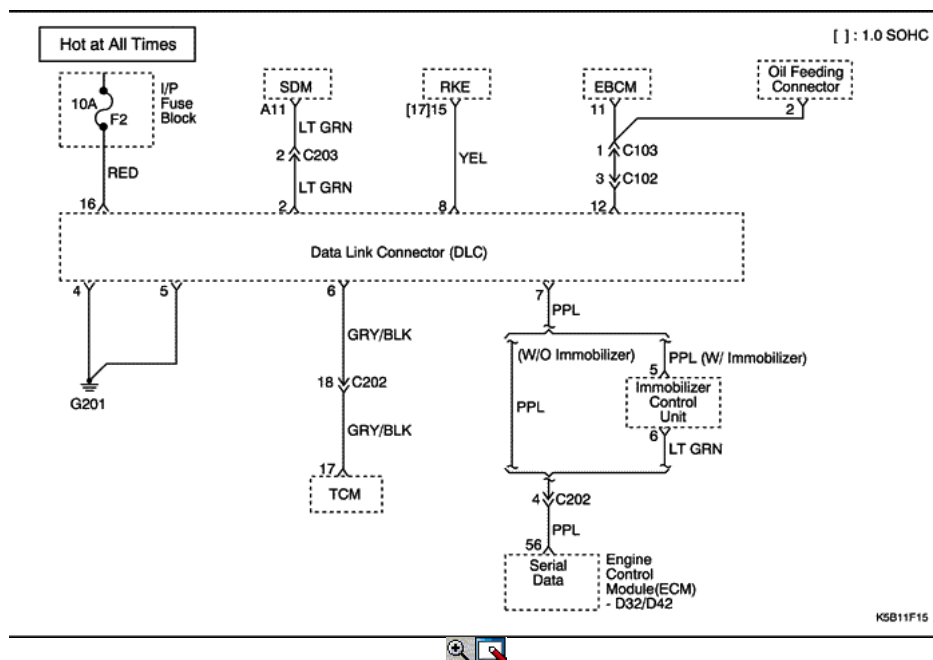 Hot at All Times
[ ] : 1.0 SOHC
I/P
Fuse
Block
10A
F2
RED
16
SDM
A11
LT GRN
2
C203
LT GRN
2
RKE
[17]15
YEL
8
EBCM
11
Oil Feeding
Connector
2
1
C103
3
C102
12
Data Link Connector (DLC)
4
5
G201
6
GRY/BLK
18
C202
GRY/BLK
17
TCM
7
PPL
(W/O Immobilizer)
PPL
PPL (W/ Immobilizer)
5
Immobilizer
Control
Unit
6
LT GRN
4
C202
PPL
56
Serial
Data
Engine
Control
Module(ECM)
- D32/D42
K5B11F15